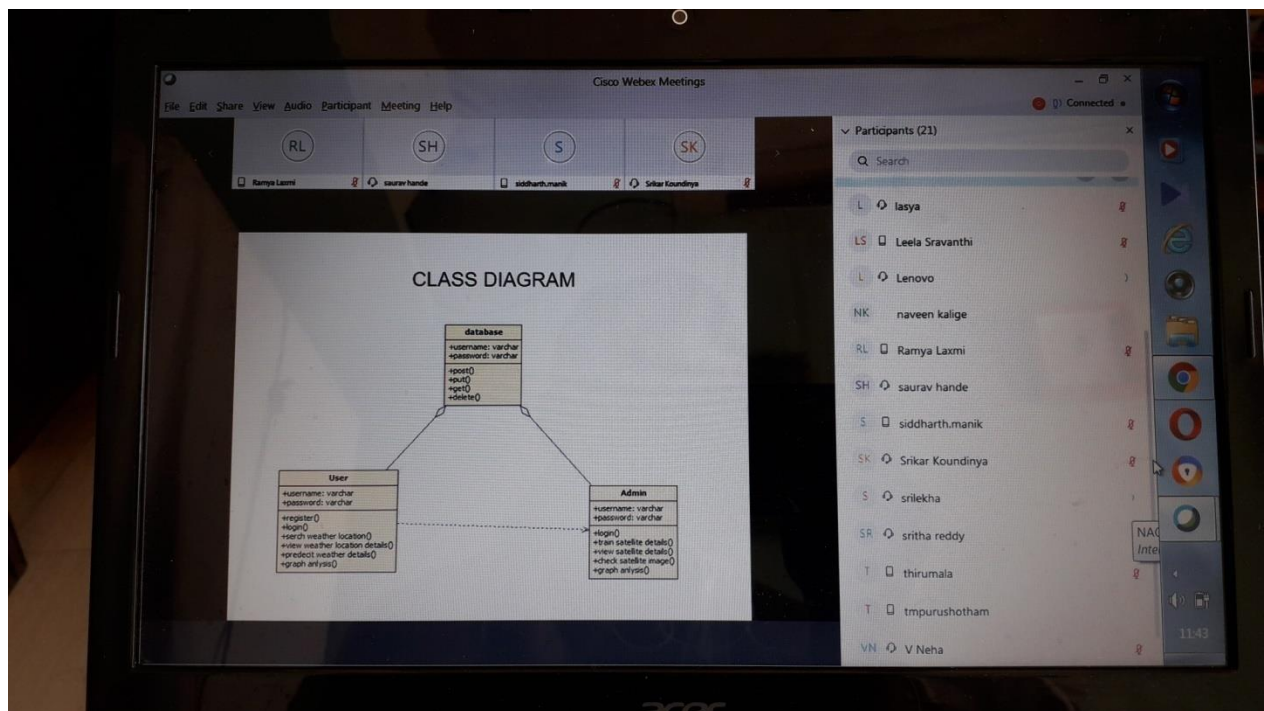 Cisco Webex Meetings
File Edit Share View Audio Participant Meeting Help
Connected
RL
SH
S
SK
Ramya Laxmi
saurav hande
siddharth.manik
Srikar Koundinya
CLASS DIAGRAM
database
+username: varchar
+password: varchar
+post()
+put()
+get()
+delete()
User
+username: varchar
+password: varchar
+register()
+login()
+serch weather location()
+view weather location details()
+predecit weather details()
+graph anlysis()
Admin
+username: varchar
+password: varchar
+login()
+train satellite details()
+view satellite details()
+check satellite image()
+graph anlysis()
Participants (21)
Search
L lasya
LS Leela Sravanthi
L Lenovo
NK naveen kalige
RL Ramya Laxmi
SH saurav hande
S siddharth.manik
SK Srikar Koundinya
S srilekha
SR sritha reddy
T thirumala
T tmpurushotham
VN V Neha
11:43
acer